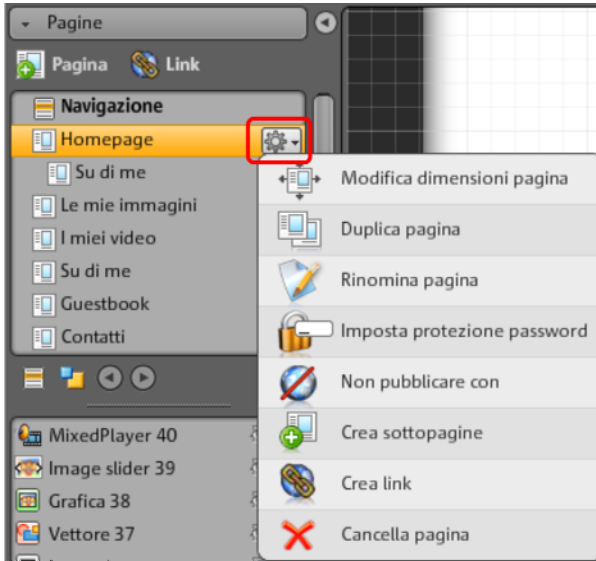 Pagine
Pagina Link
Navigazione
Homepage
Su di me
Le mie immagini
I miei video
Su di me
Guestbook
Contatti
Modifica dimensioni pagina
Duplica pagina
Rinomina pagina
Imposta protezione password
Non pubblicare con
Crea sottopagine
Crea link
Cancella pagina
MixedPlayer 40
Image slider 39
Grafica 38
Vettore 37